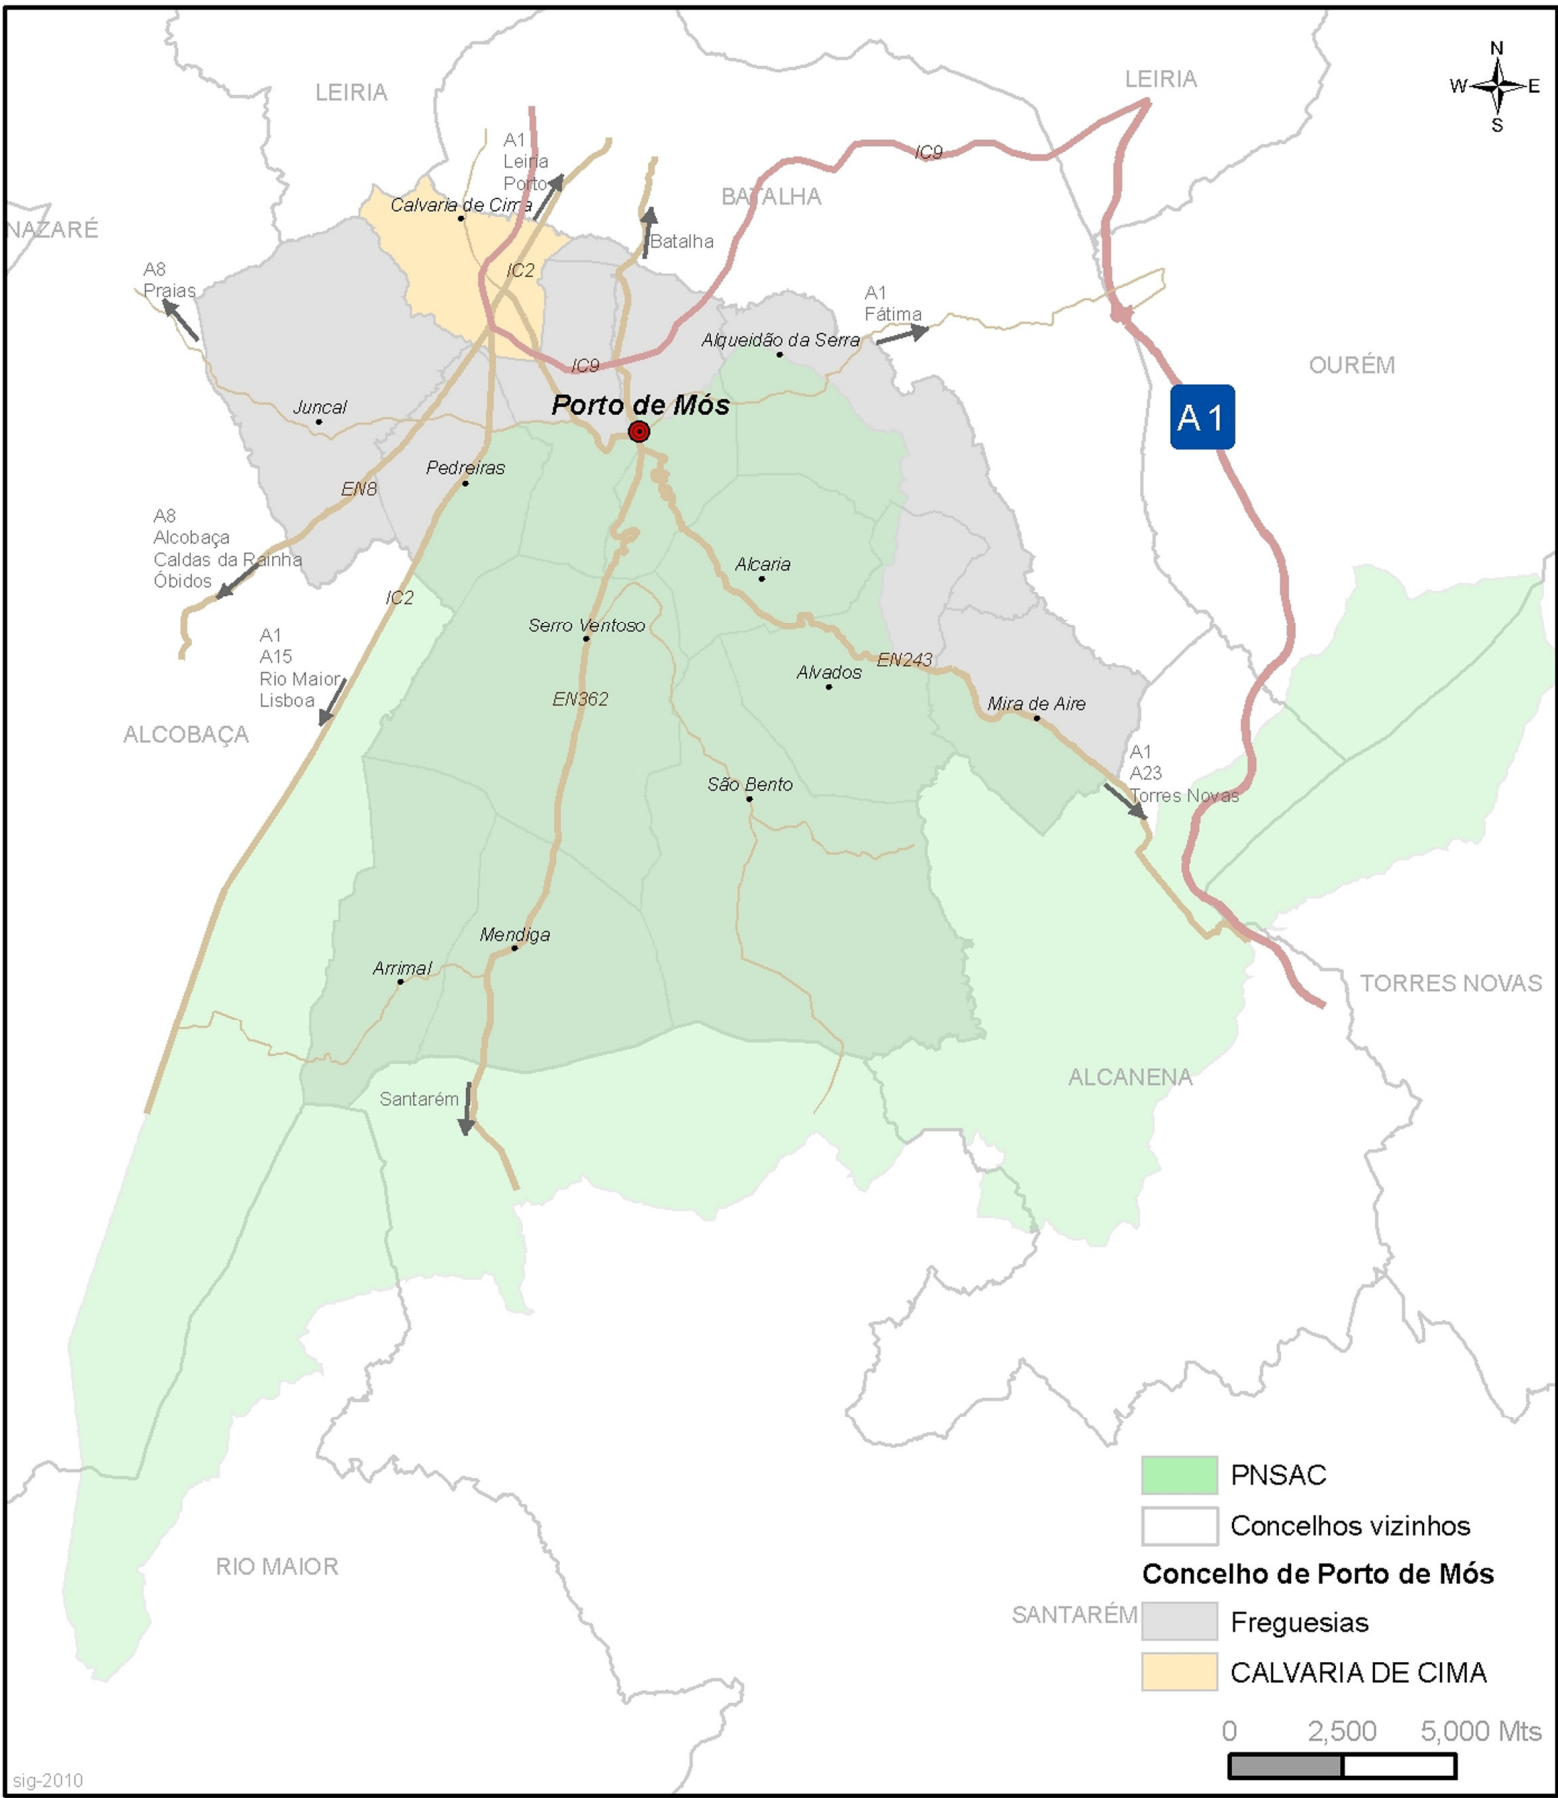 N
W
E
S
LEIRIA
LEIRIA
A1
Leiria
Porto
IC9
BATALHA
Calvaria de Cima
NAZARÉ
Batalha
IC2
A8
Praias
A1
Fátima
Alqueidão da Serra
IC9
OURÉM
Porto de Mós
Juncal
A 1
Pedreiras
EN8
A8
Alcobaça
Caldas da Rainha
Óbidos
Alcaria
IC2
Serro Ventoso
A1
A15
Rio Maior
Lisboa
EN243
Alvados
EN362
Mira de Aire
ALCOBAÇA
A1
A23
Torres Novas
São Bento
Mendiga
Arrimal
TORRES NOVAS
ALCANENA
Santarém
PNSAC
Concelhos vizinhos
Concelho de Porto de Mós
RIO MAIOR
SANTARÉM
Freguesias
CALVARIA DE CIMA
0 2,500 5,000 Mts
sig-2010